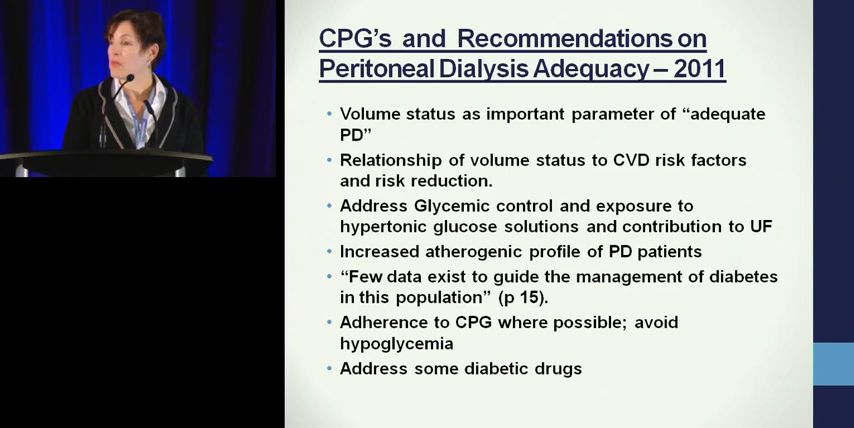 CPG's and Recommendations on
Peritoneal Dialysis Adequacy – 2011
• Volume status as important parameter of “adequate
PD”
• Relationship of volume status to CVD risk factors
and risk reduction.
• Address Glycemic control and exposure to
hypertonic glucose solutions and contribution to UF
• Increased atherogenic profile of PD patients
• “Few data exist to guide the management of diabetes
in this population” (p 15).
• Adherence to CPG where possible; avoid
hypoglycemia
• Address some diabetic drugs